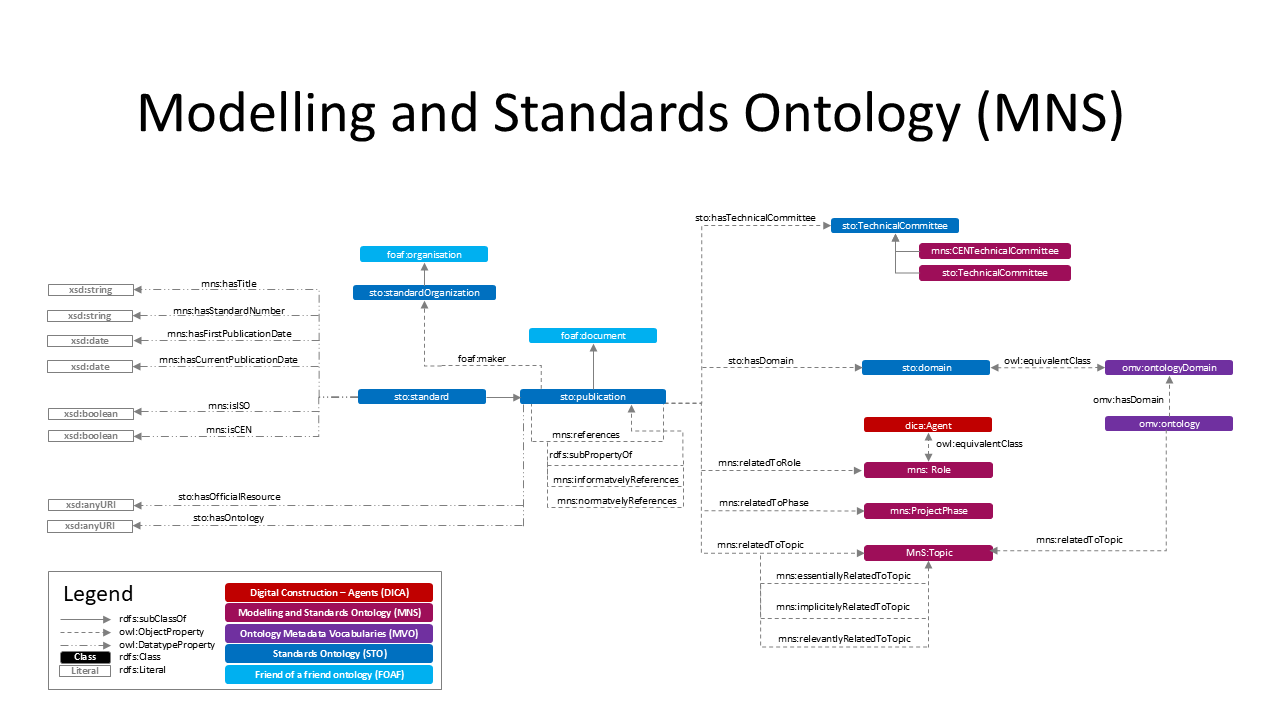 Modelling and Standards Ontology (MNS)
sto:hasTechnicalCommittee
sto:TechnicalCommittee
mns:CENTechnicalCommittee
sto:TechnicalCommittee
foaf:organisation
sto:standardOrganization
foaf:document
foaf:maker
sto:standard
sto:publication
xsd:string
mns:hasTitle
xsd:string
mns:hasStandardNumber
xsd:date
mns:hasFirstPublicationDate
xsd:date
mns:hasCurrentPublicationDate
xsd:boolean
mns:isISO
xsd:boolean
mns:isCEN
xsd:anyURI
sto:hasOfficialResource
xsd:anyURI
sto:hasOntology
mns:references
rdfs:subPropertyOf
mns:informatvelyReferences
mns:normatvelyReferences
sto:hasDomain
sto:domain
owl:equivalentClass
omv:ontologyDomain
omv:hasDomain
omv:ontology
dica:Agent
owl:equivalentClass
mns:relatedToRole
mns: Role
mns:relatedToPhase
mns:ProjectPhase
mns:relatedToTopic
MnS:Topic
mns:relatedToTopic
mns:essentiallyRelatedToTopic
mns:implicitelyRelatedToTopic
mns:relevantlyRelatedToTopic
Legend
rdfs:subClassOf
owl:ObjectProperty
owl:DatatypeProperty
Class
rdfs:Class
Literal
rdfs:Literal
Digital Construction – Agents (DICA)
Modelling and Standards Ontology (MNS)
Ontology Metadata Vocabularies (MVO)
Standards Ontology (STO)
Friend of a friend ontology (FOAF)